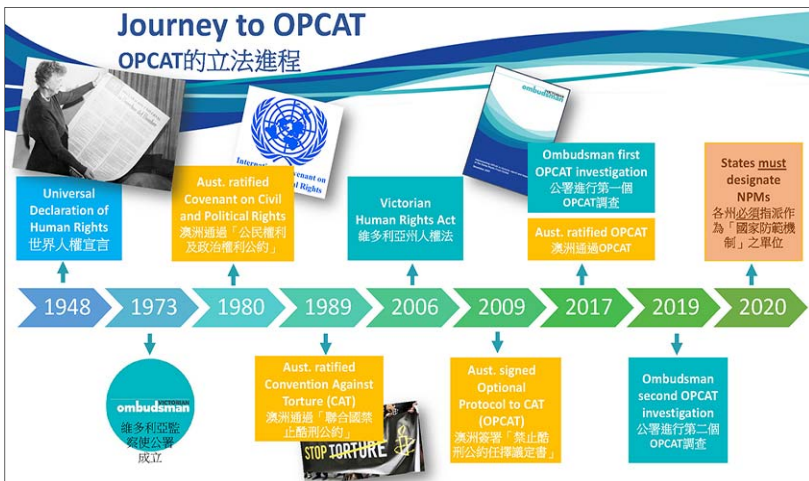 Journey to OPCAT
OPCAT的立法進程
Universal
Declaration of
Human Rights
世界人權宣言
Aust. ratified
Covenant on Civil
and Political Rights
澳洲通過「公民權利
及政治權利公約」
Victorian
Human Rights Act
維多利亞州人權法
ombudsman
Ombudsman first
OPCAT investigation
公署進行第一個
OPCAT調查
Aust. ratified OPCAT
澳洲通過OPCAT
States must
designate
NPMs
各州必須指派作
為「國家防範機
制」之單位
1948
1973
1980
1989
2006
2009
2017
2019
2020
VICTORIAN
ombudsman
維多利亞監
察使公署
成立
Aust. ratified
Convention Against
Torture (CAT)
澳洲通過「聯合國禁
止酷刑公約」
STOP TORTURE
Aust. signed
Optional
Protocol to CAT
(OPCAT)
澳洲簽署「禁止酷
刑公約任擇議定書」
Ombudsman
second OPCAT
investigation
公署進行第二個
OPCAT調查